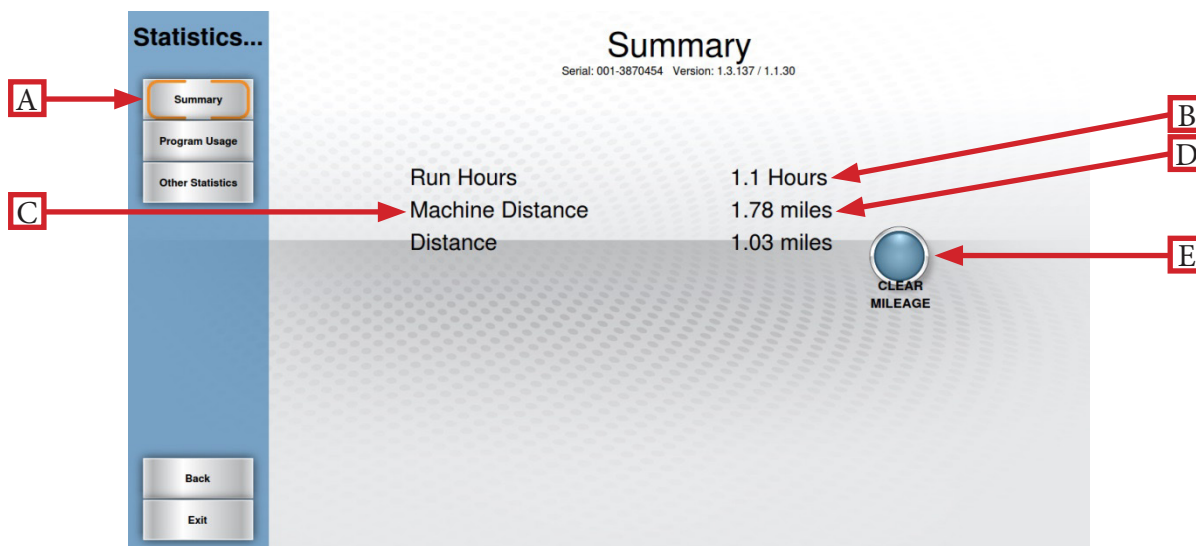 Statistics...
Summary
Serial: 001-3870454 Version: 1.3.137 / 1.1.30
A
Summary
B
Program Usage
D
Other Statistics
Run Hours 1.1 Hours
C
Machine Distance 1.78 miles
Distance 1.03 miles
E
CLEAR
MILEAGE
Back
Exit